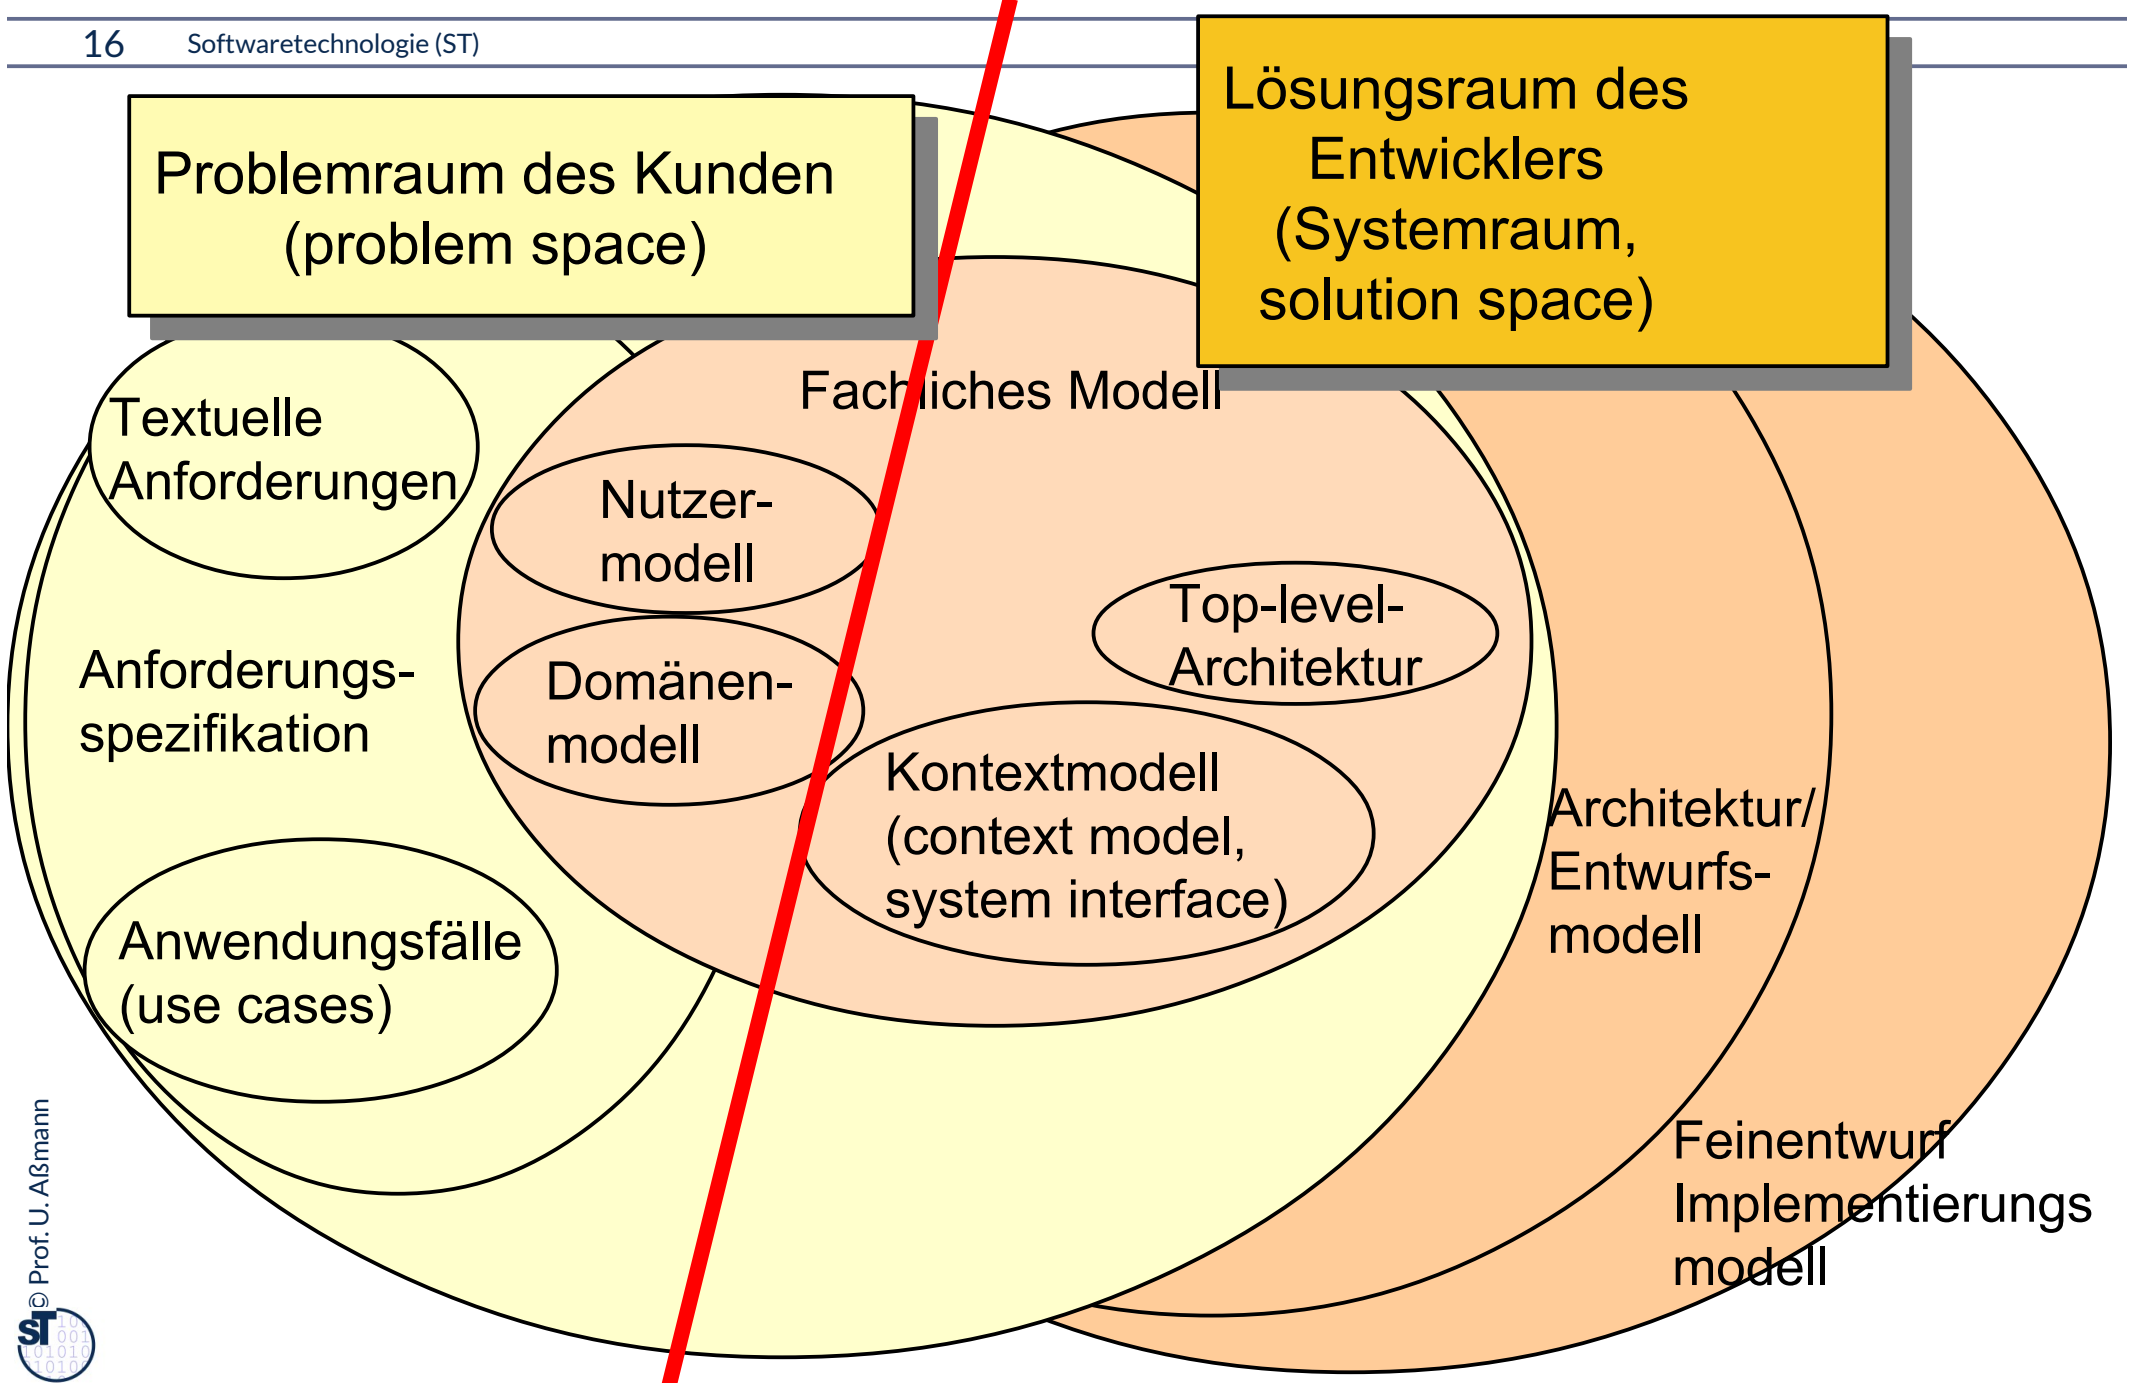 16 Softwaretechnologie (ST)
Problemraum des Kunden
(problem space)
Lösungsraum des
Entwicklers
(Systemraum,
solution space)
Fachliches Modell
Textuelle
Anforderungen
Nutzer-
modell
Top-level-
Architektur
Anforderungs-
spezifikation
Domänen-
modell
Kontextmodell
(context model,
system interface)
Architektur/
Entwurfs-
modell
Anwendungsfälle
(use cases)
Feinentwurf
Implementierungs
modell
© Prof. U. Aßmann
ST